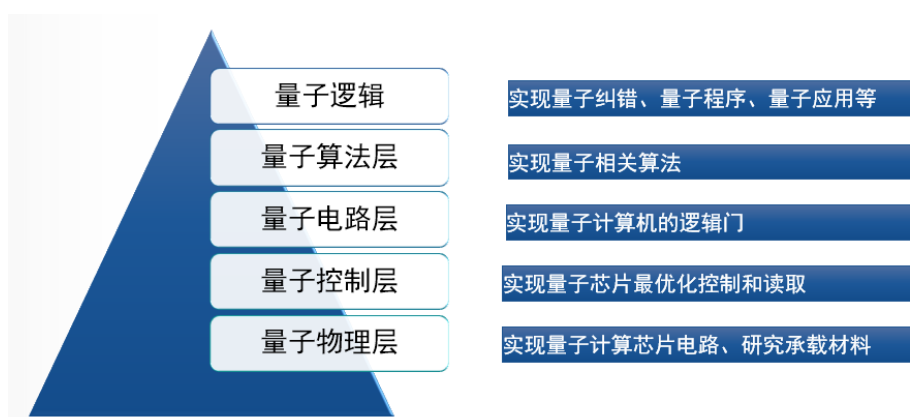 量子逻辑
实现量子纠错、量子程序、量子应用等
量子算法层
实现量子相关算法
量子电路层
实现量子计算机的逻辑门
量子控制层
实现量子芯片最优化控制和读取
量子物理层
实现量子计算芯片电路、研究承载材料